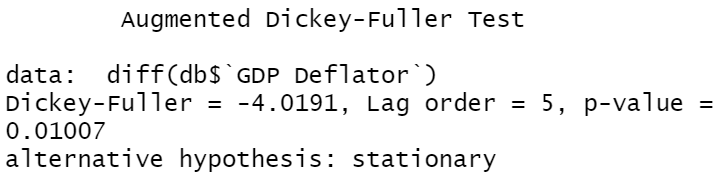 Augmented Dickey-Fuller Test
data:  diff(db$`GDP Deflator`)
Dickey-Fuller = -4.0191, Lag order = 5, p-value =
0.01007
alternative hypothesis: stationary